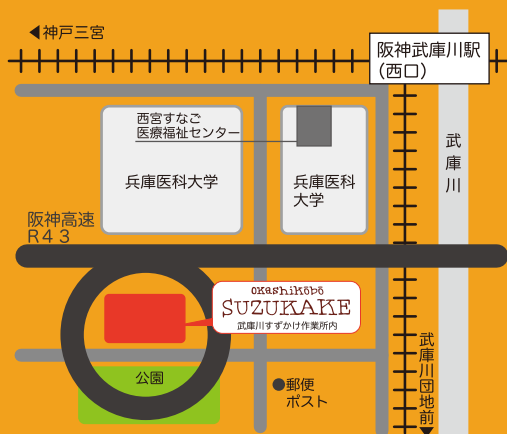 ◀神戸三宮
阪神武庫川駅
(西口)
西宮すなご
医療福祉センター
武庫川
兵庫医科大学
兵庫医科
大学
阪神高速
R43
okashikōbō
SUZUKAKE
武庫川すずかけ作業所内
公園
●郵便
ポスト
武庫川団地前